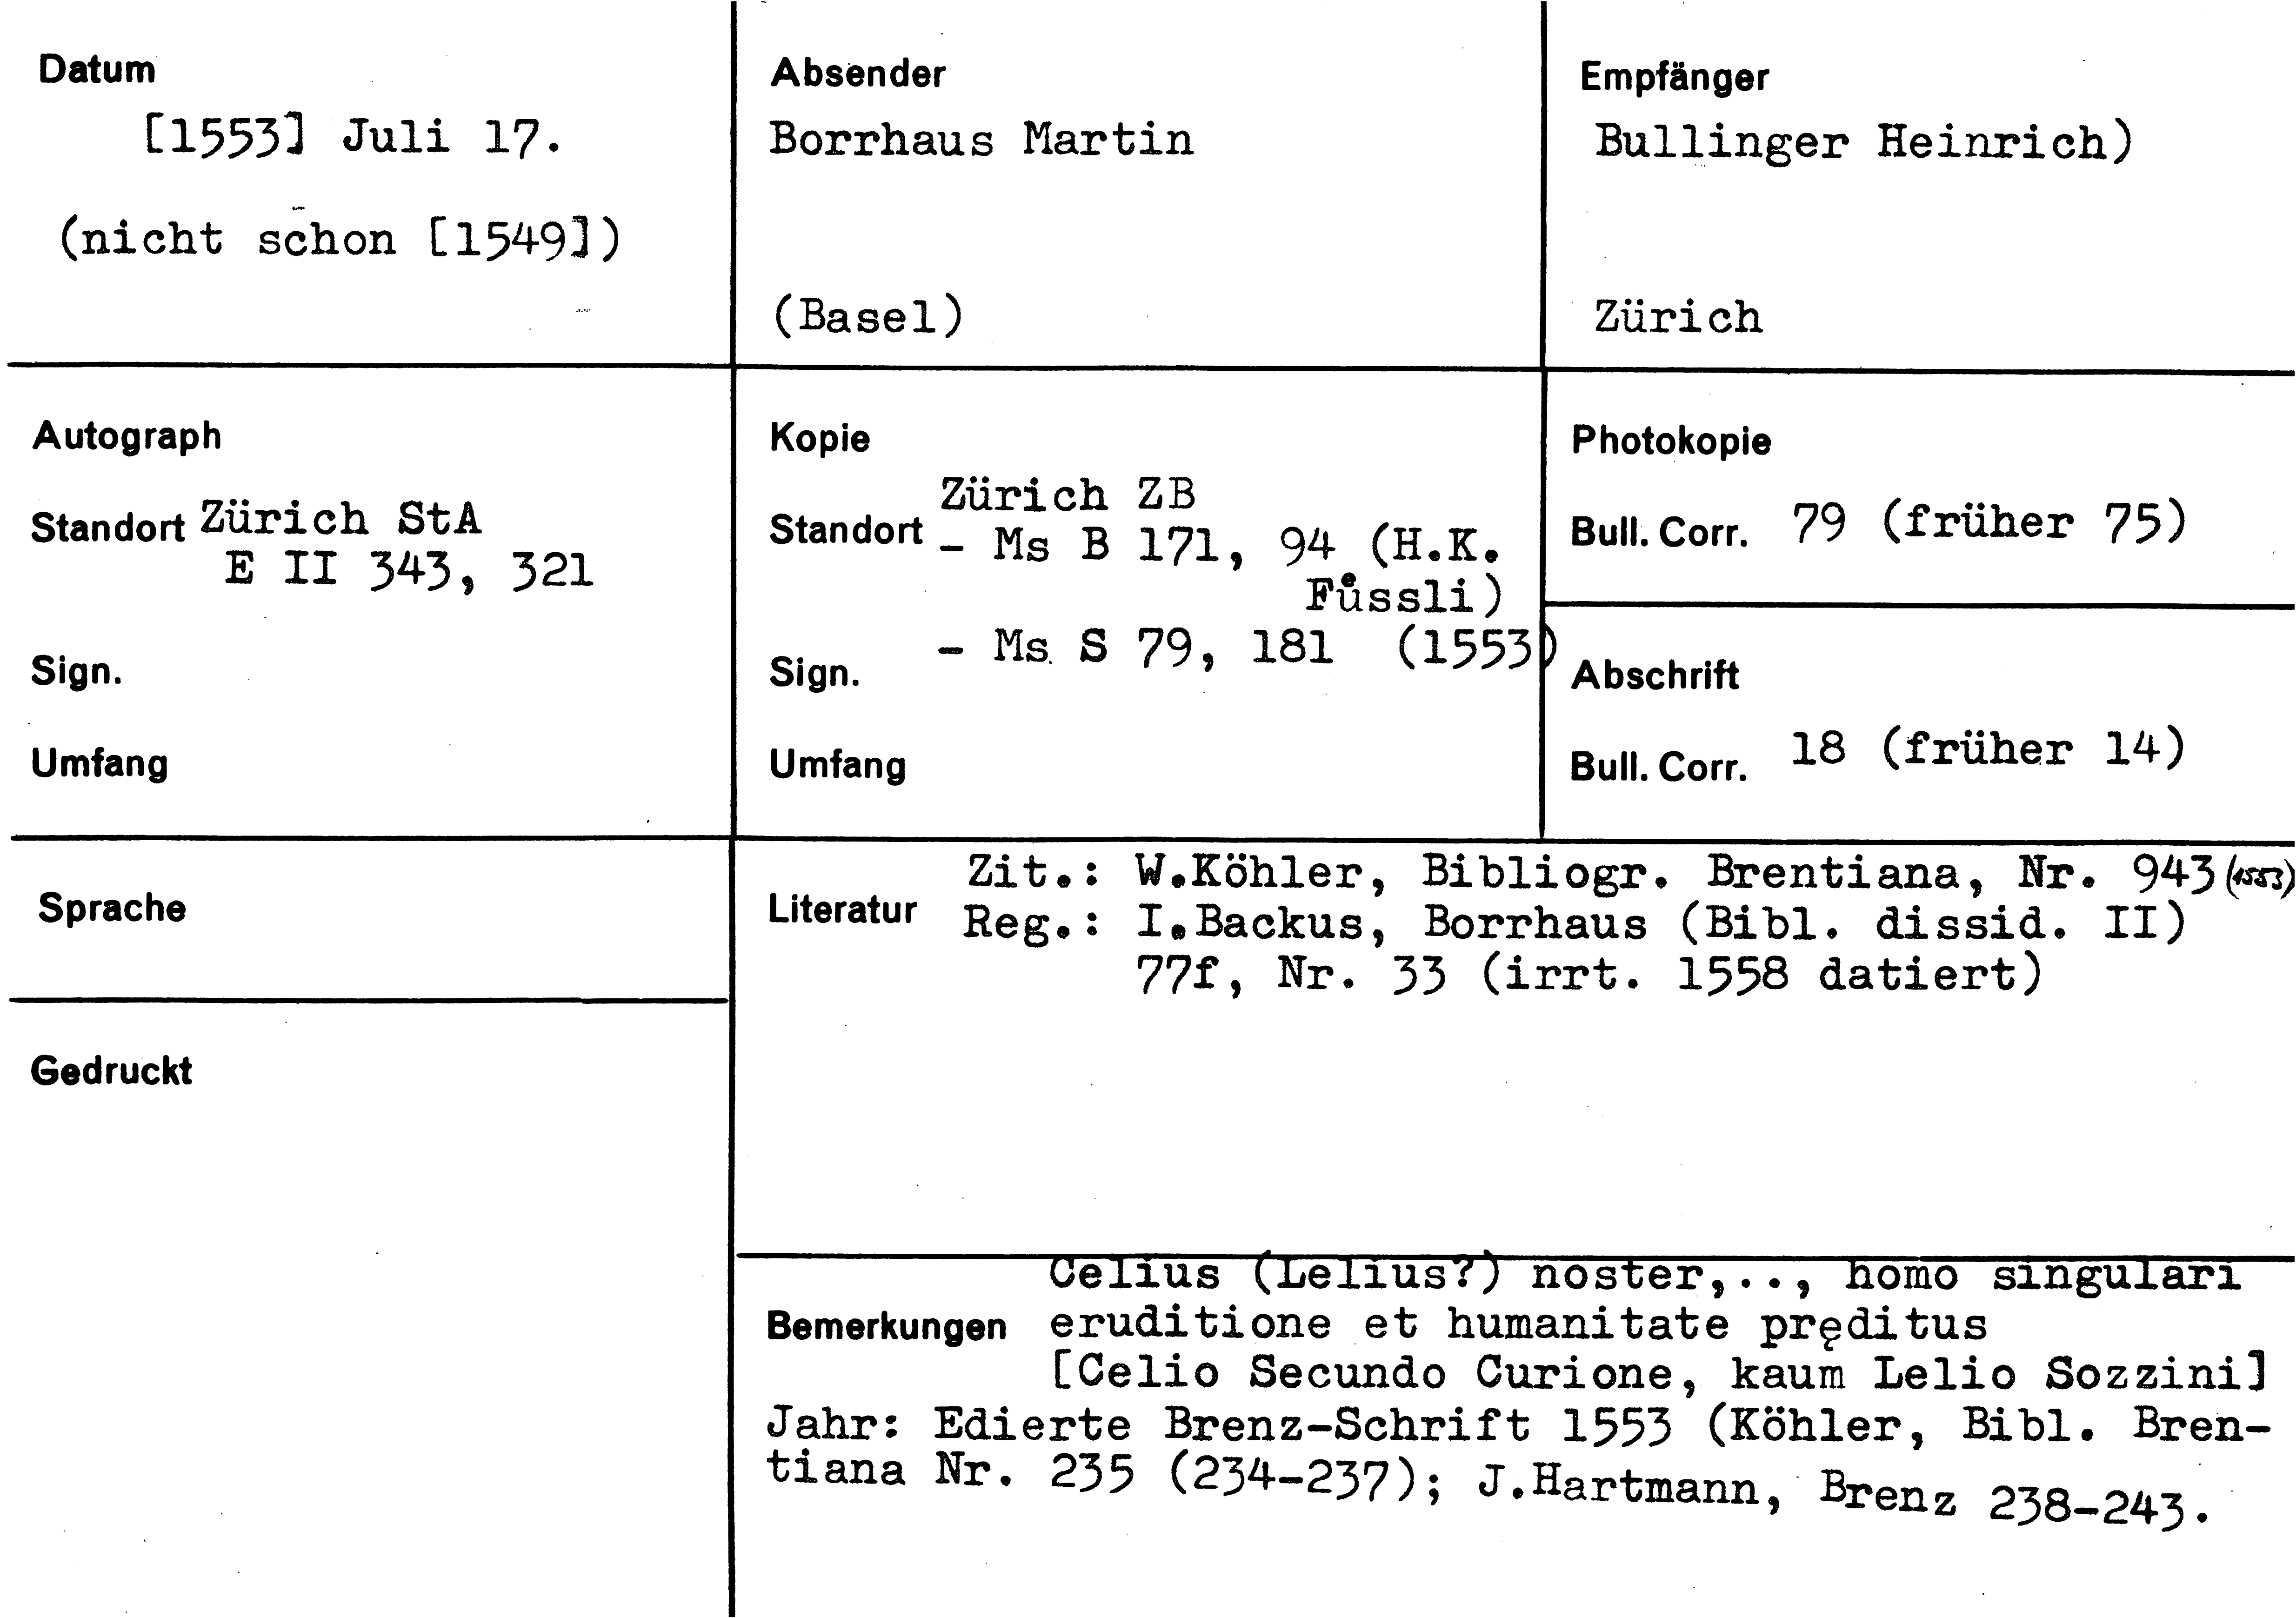 Datum
[1553] Juli 17.
(nicht schon [1549])
Absender
Borrhaus Martin
(Basel)
Empfänger
Bullinger Heinrich)
Zürich
Autograph
Standort Zürich StA
E II 343, 321
Sign.
Umfang
Kopie
Zürich ZB
Standort - Ms B 171, 94 (H.K.
Fůssli)
- Ms S 79, 181 (1553)
Sign.
Umfang
Photokopie
Bull. Corr. 79 (früher 75)
Abschrift
Bull. Corr. 18 (früher 14)
Sprache
Gedruckt
Zit.: W.Köhler, Bibliogr. Brentiana, Nr. 943 (1553)
Literatur Reg.: I.Backus, Borrhaus (Bibl. dissid. II)
77f, Nr. 33 (irrt. 1558 datiert)
Celius (Lelius?) noster,.., homo singulari
Bemerkungen eruditione et humanitate pręditus
[Celio Secundo Curione, kaum Lelio Sozzini]
Jahr: Edierte Brenz-Schrift 1553 (Köhler, Bibl. Bren-
tiana Nr. 235 (234-237); J.Hartmann, Brenz 238-243.